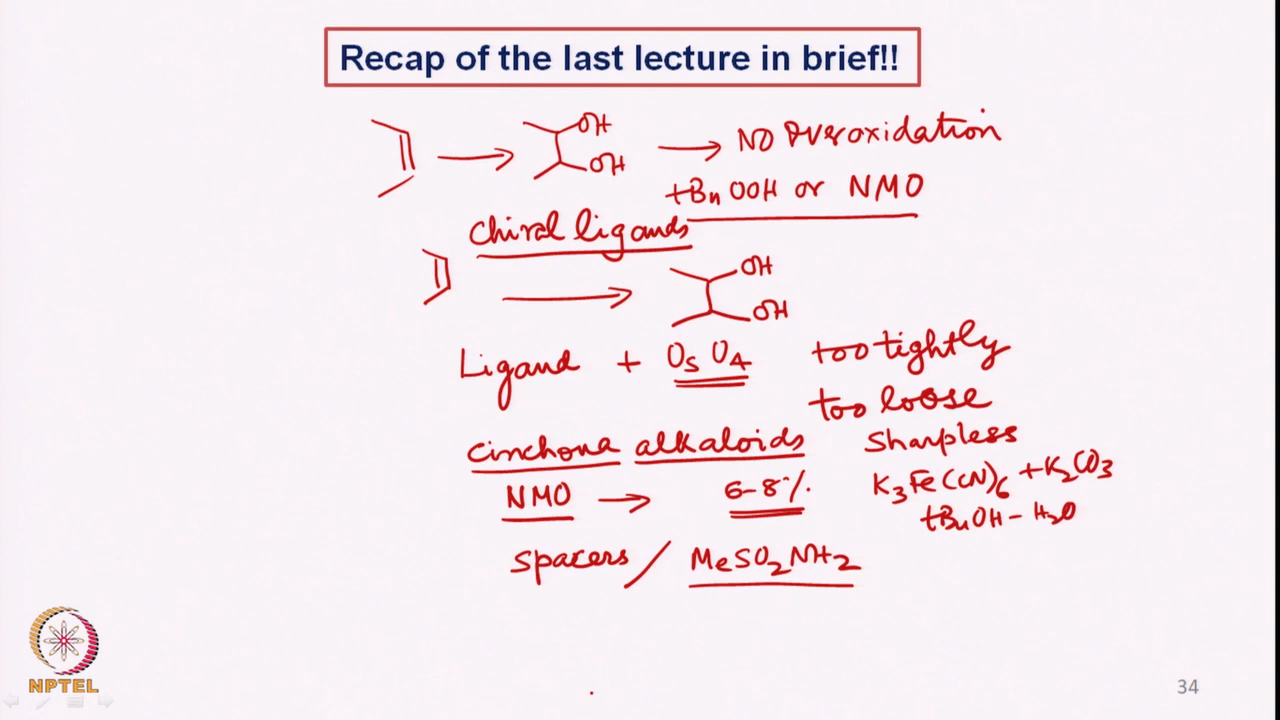 Recap of the last lecture in brief!!
OH
OH
NO overoxidation
tBuOOH or NMO
Chiral ligands
OH
OH
Ligand + OsO4 too tightly
too loose
cinchona alkaloids Sharpless
NMO 6-8%. K3Fe(CN)6 + K2CO3
tBuOH - H2O
spacers / MeSO2NH2
NPTEL
34